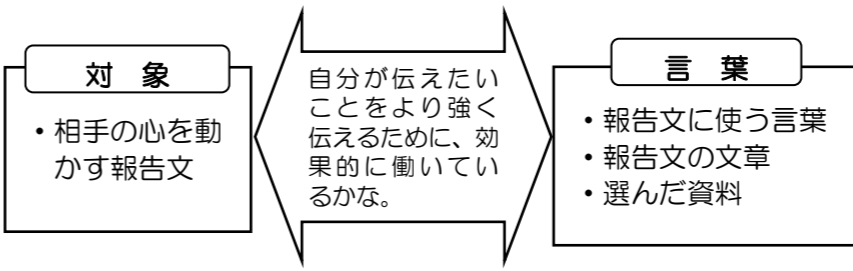 対 象
・相手の心を動
かす報告文
自分が伝えたい
ことをより強く
伝えるために、効
果的に働いてい
るかな。
言 葉
・報告文に使う言葉
・報告文の文章
・選んだ資料